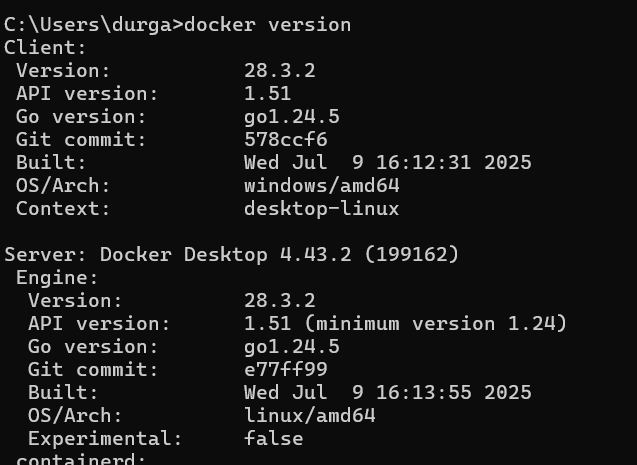 C:\Users\durga>docker version
Client:
 Version:           28.3.2
 API version:       1.51
 Go version:        go1.24.5
 Git commit:        578ccf6
 Built:             Wed Jul  9 16:12:31 2025
 OS/Arch:           windows/amd64
 Context:           desktop-linux

Server: Docker Desktop 4.43.2 (199162)
 Engine:
  Version:          28.3.2
  API version:      1.51 (minimum version 1.24)
  Go version:       go1.24.5
  Git commit:       e77ff99
  Built:            Wed Jul  9 16:13:55 2025
  OS/Arch:          linux/amd64
  Experimental:     false
 containerd: